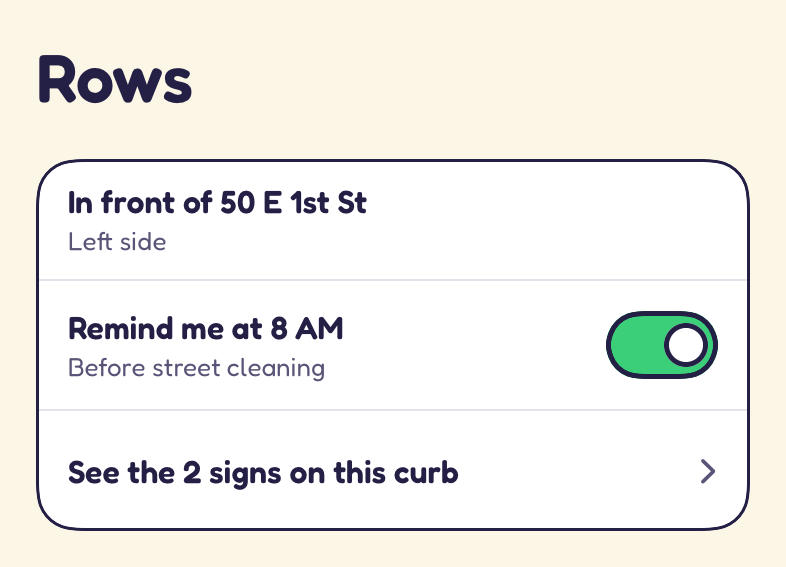 Rows
In front of 50 E 1st St
Left side
Remind me at 8 AM
Before street cleaning
See the 2 signs on this curb